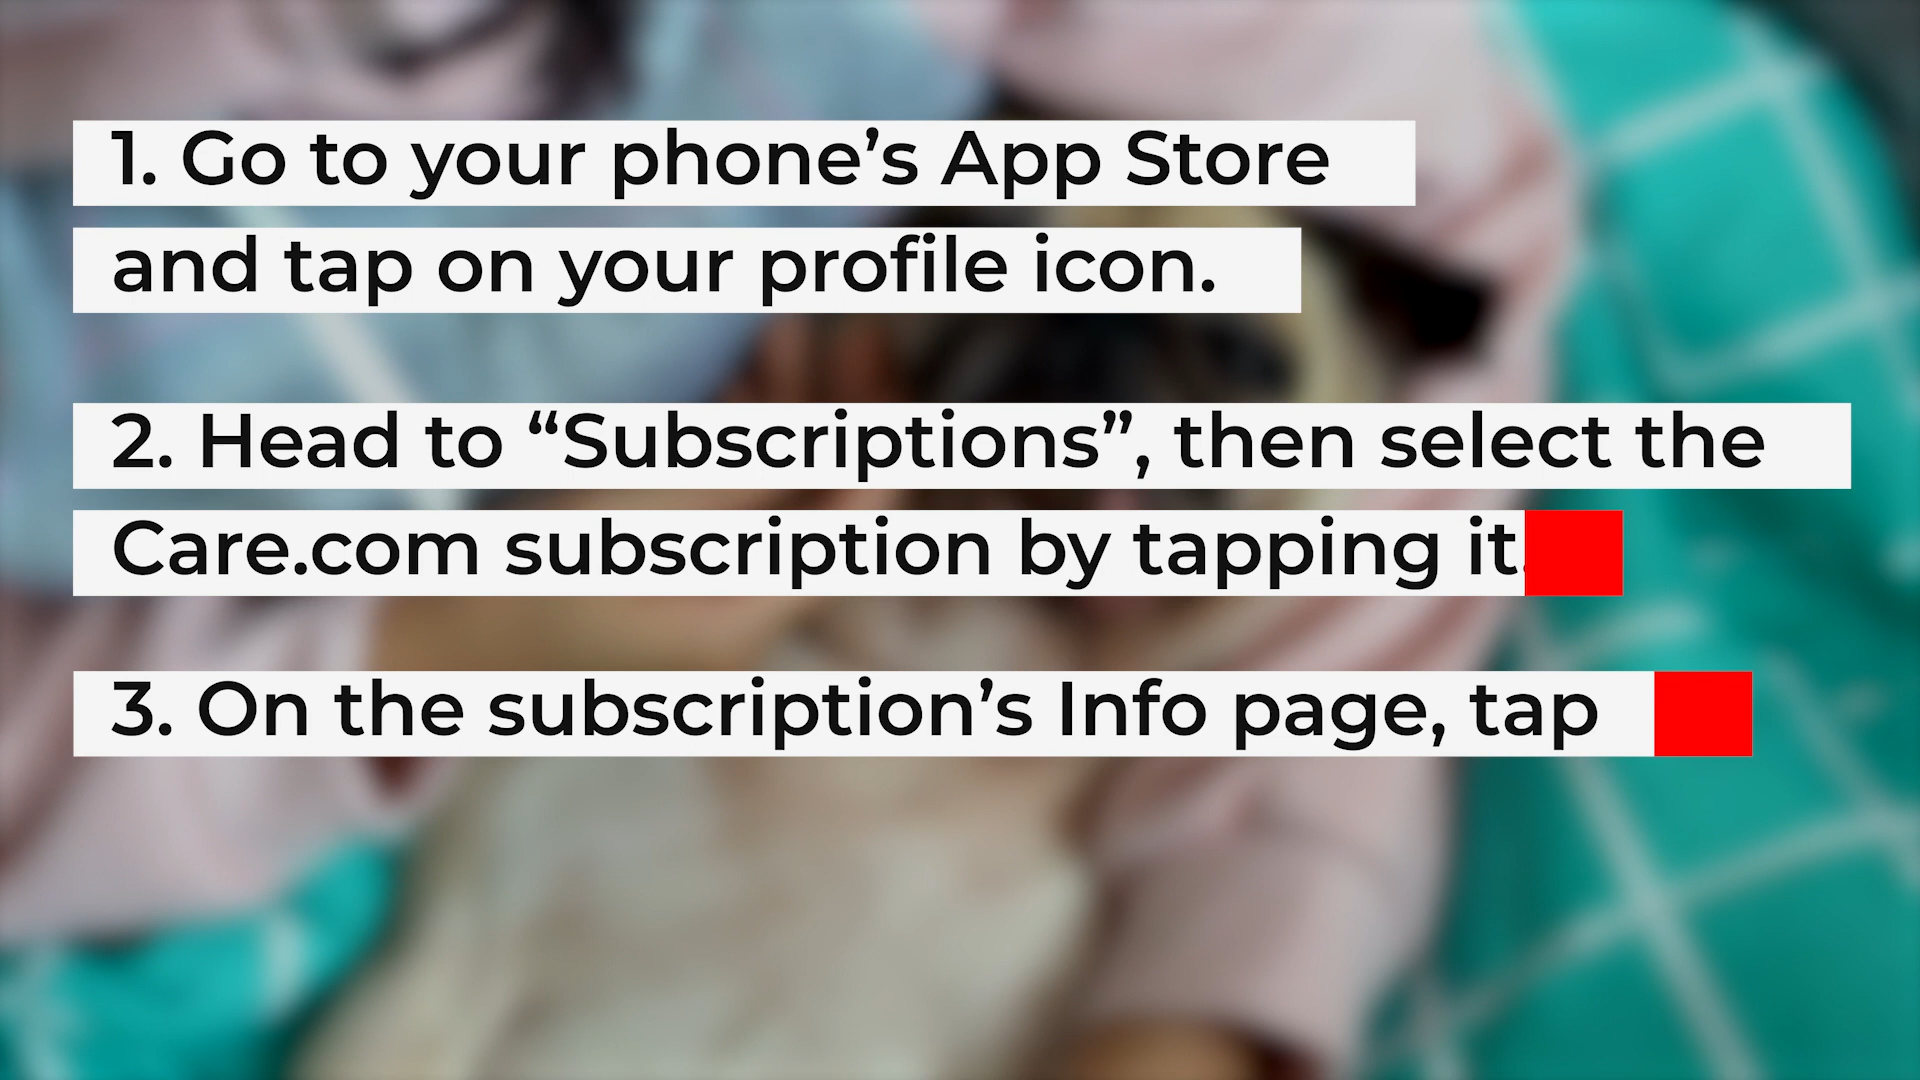 1. Go to your phone’s App Store
and tap on your profile icon.
2. Head to “Subscriptions”, then select the
Care.com subscription by tapping it.
3. On the subscription’s Info page, tap